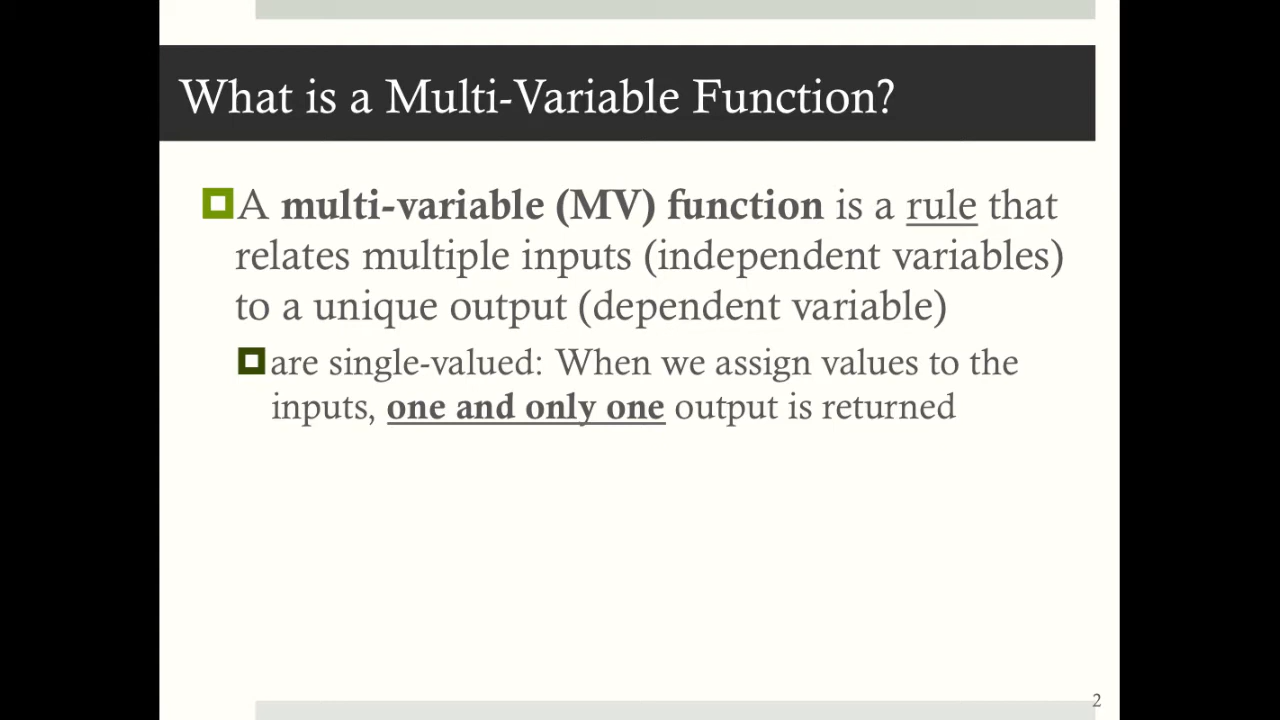 What is a Multi-Variable Function?
A multi-variable (MV) function is a rule that
relates multiple inputs (independent variables)
to a unique output (dependent variable)
are single-valued: When we assign values to the
inputs, one and only one output is returned
2